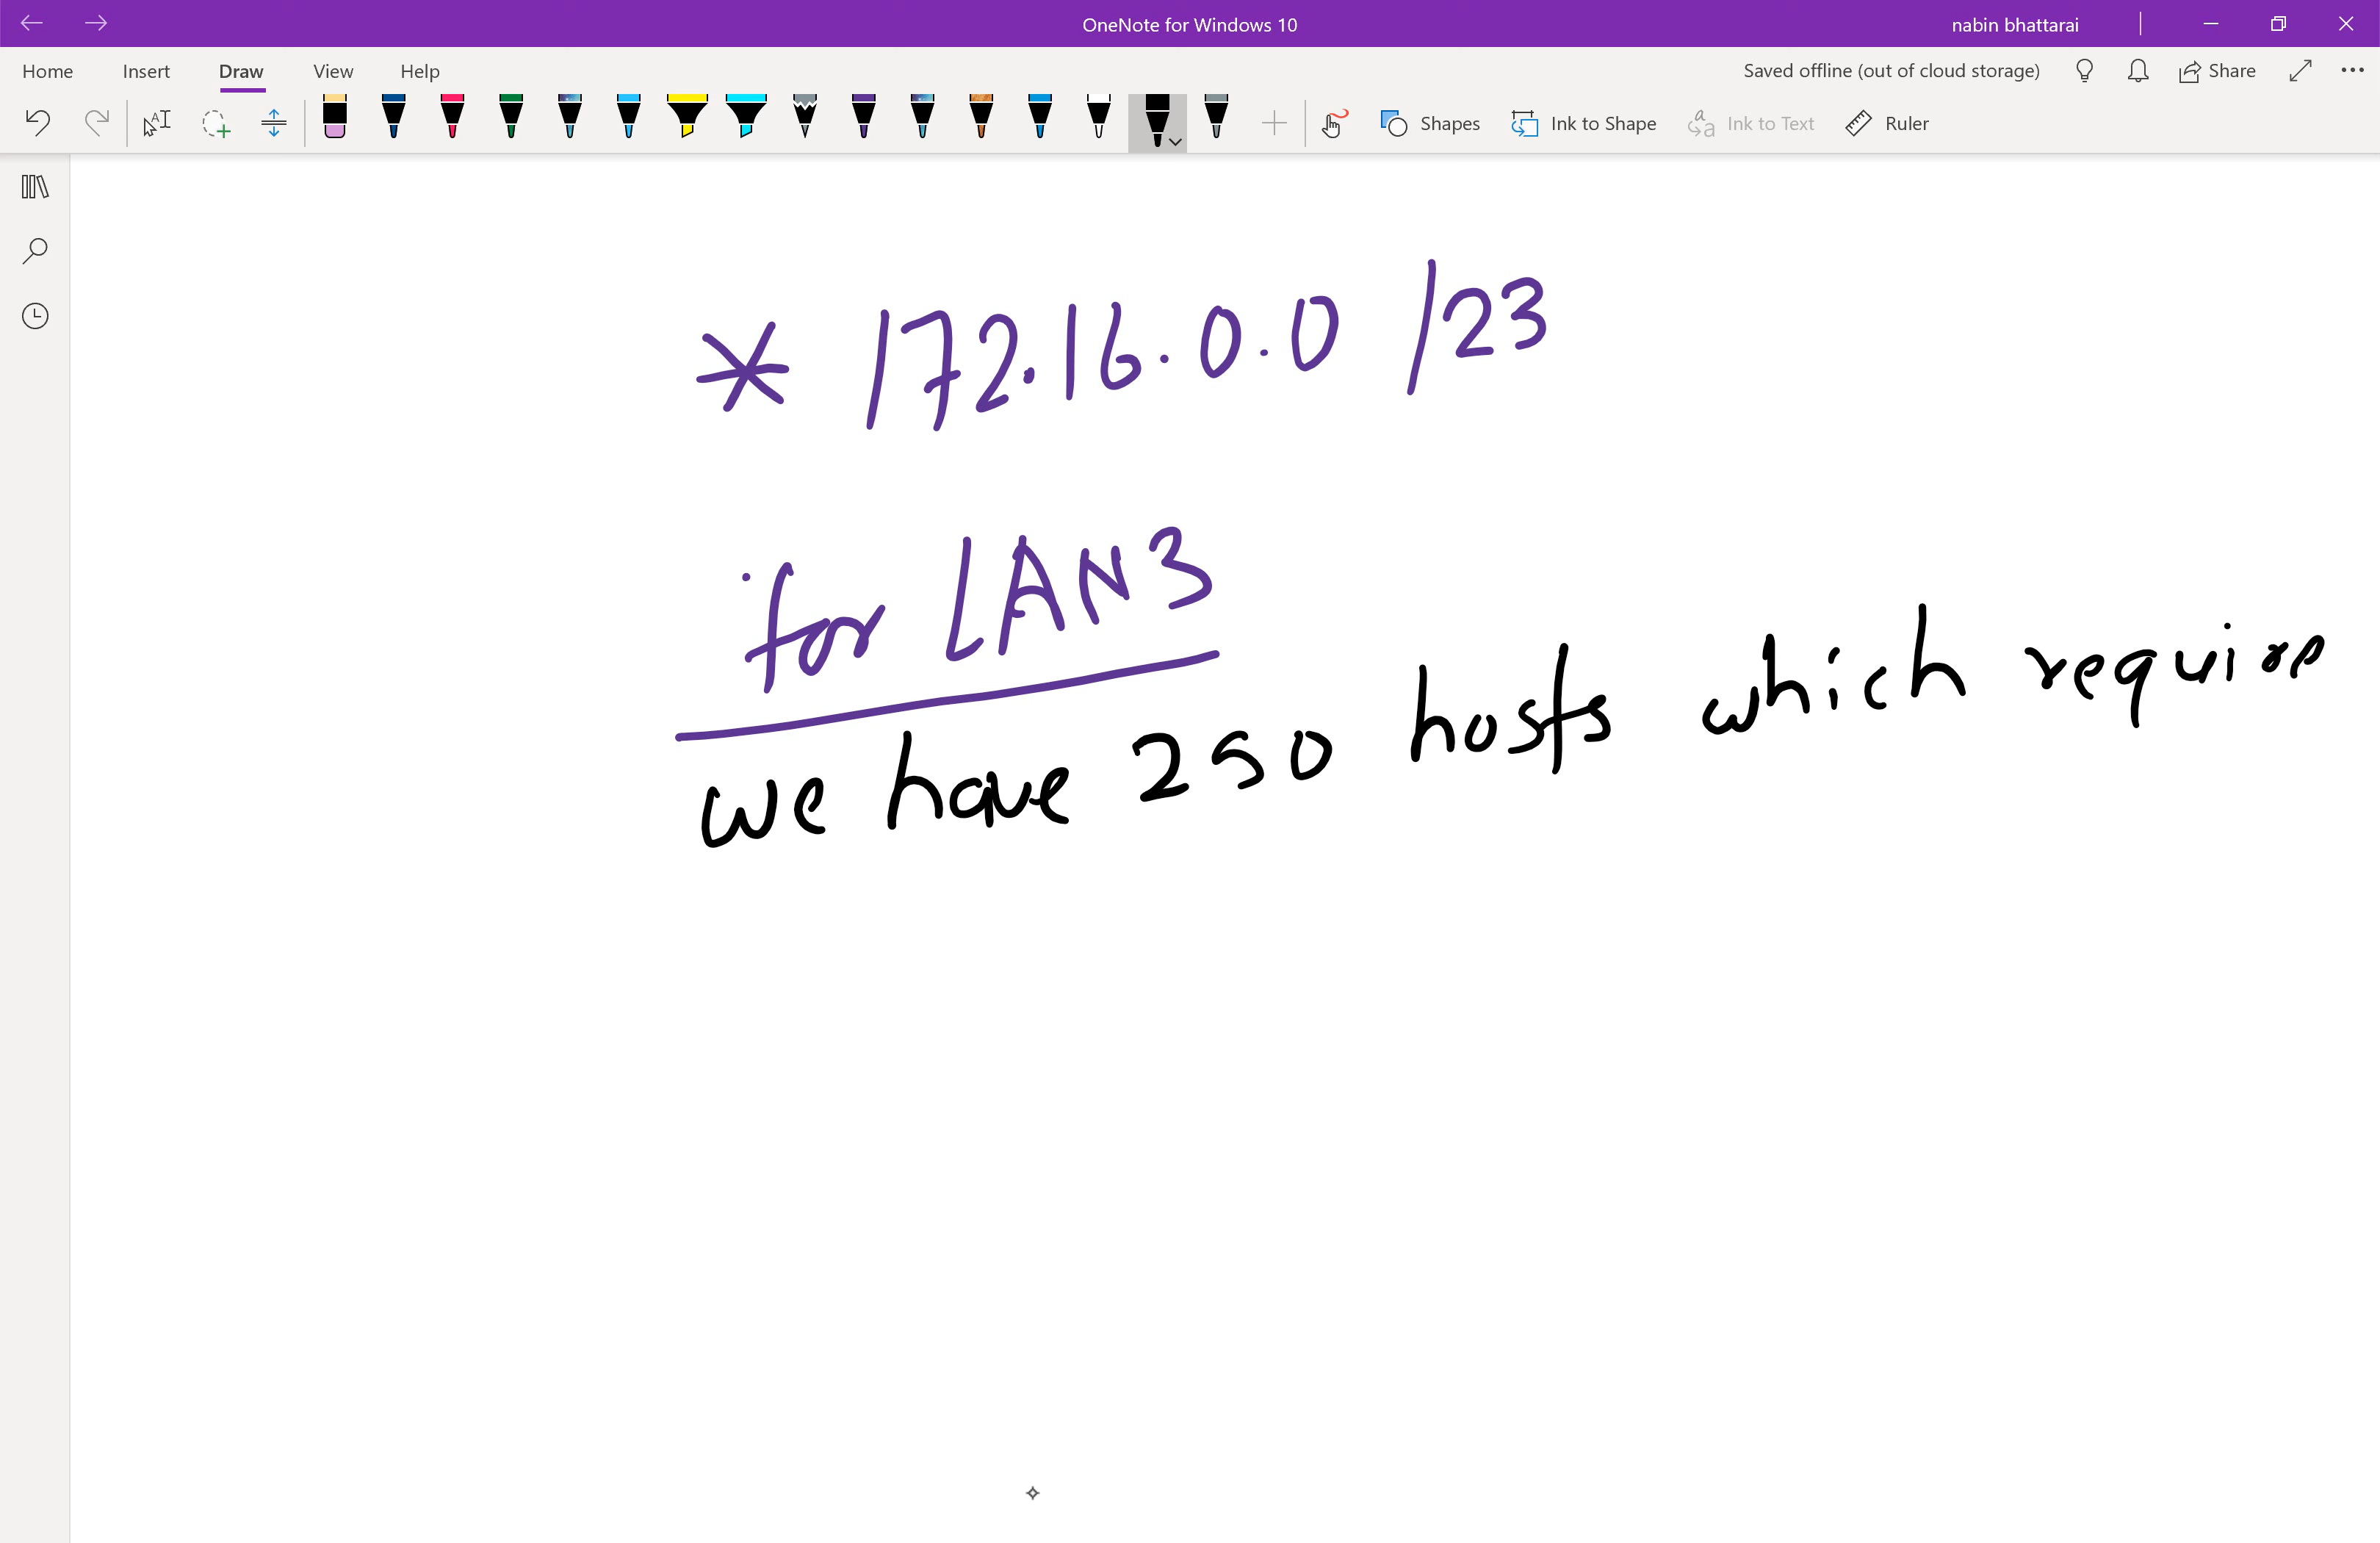 OneNote for Windows 10
nabin bhattarai
Home Insert Draw View Help
Saved offline (out of cloud storage) Share
Shapes Ink to Shape Ink to Text Ruler
* 172.16.0.0 /23
for LAN3
we have 250 hosts which require